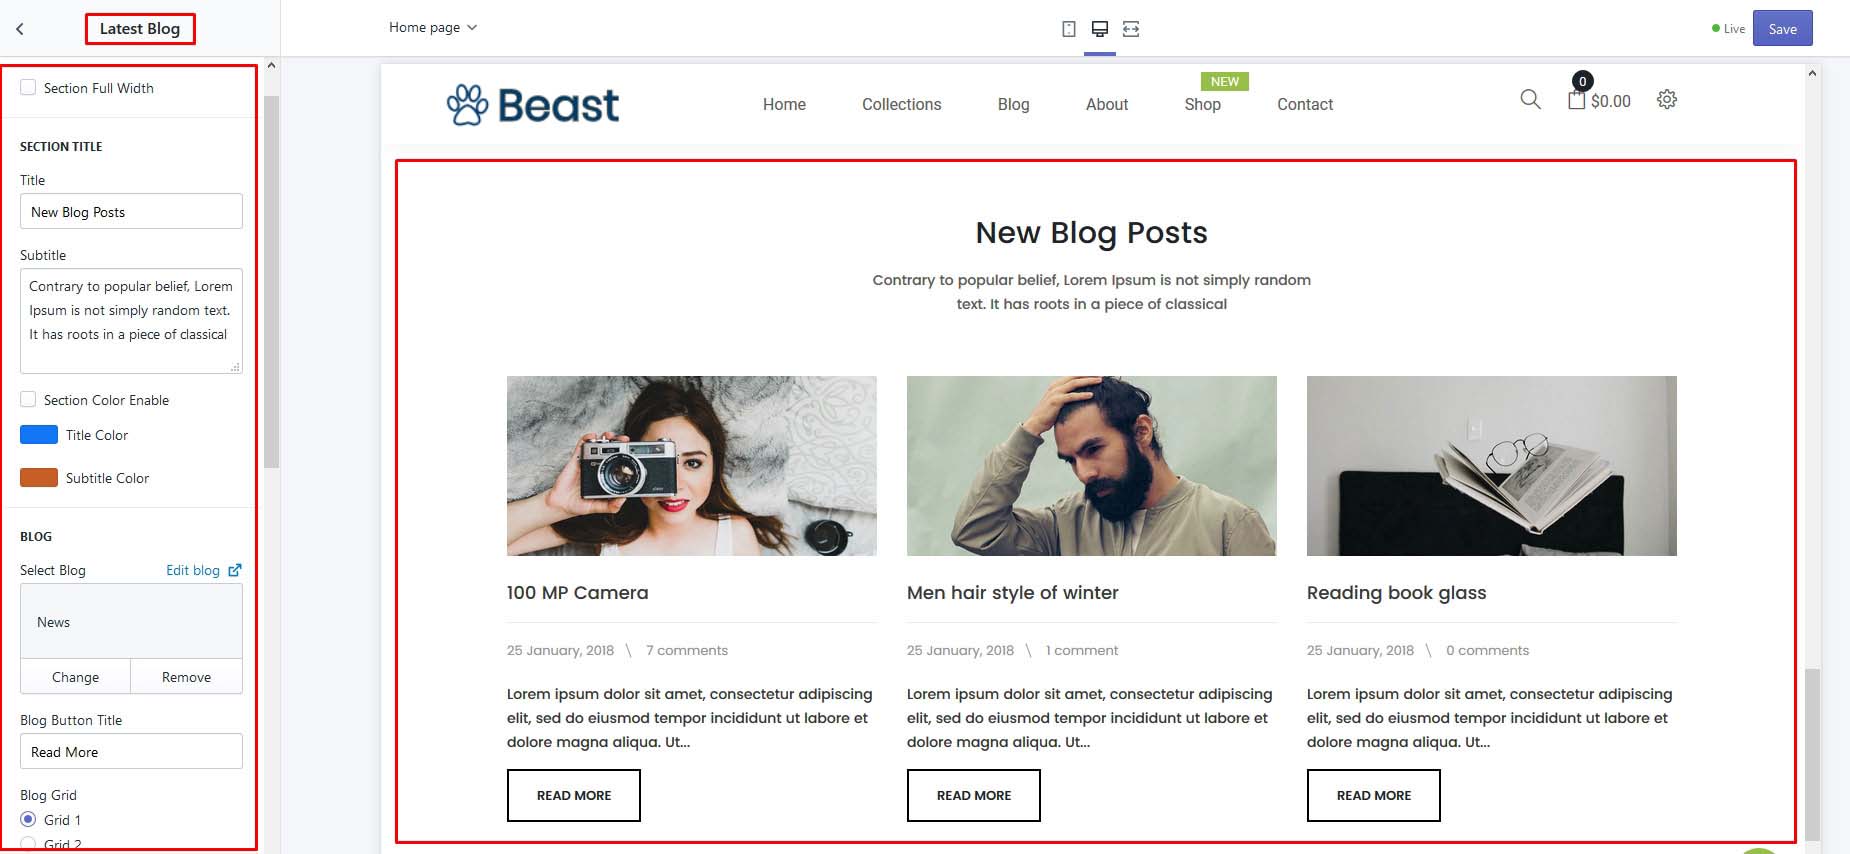 Latest Blog
Home page
Live
Save
Section Full Width
SECTION TITLE
Title
New Blog Posts
Subtitle
Contrary to popular belief, Lorem
Ipsum is not simply random text.
It has roots in a piece of classical
Section Color Enable
Title Color
Subtitle Color
BLOG
Select Blog
Edit blog
News
Change
Remove
Blog Button Title
Read More
Blog Grid
Grid 1
Grid 2
Beast
Home
Collections
Blog
About
NEW
Shop
Contact
0
$0.00
New Blog Posts
Contrary to popular belief, Lorem Ipsum is not simply random
text. It has roots in a piece of classical
100 MP Camera
25 January, 2018 \ 7 comments
Lorem ipsum dolor sit amet, consectetur adipiscing
elit, sed do eiusmod tempor incididunt ut labore et
dolore magna aliqua. Ut...
READ MORE
Men hair style of winter
25 January, 2018 \ 1 comment
Lorem ipsum dolor sit amet, consectetur adipiscing
elit, sed do eiusmod tempor incididunt ut labore et
dolore magna aliqua. Ut...
READ MORE
Reading book glass
25 January, 2018 \ 0 comments
Lorem ipsum dolor sit amet, consectetur adipiscing
elit, sed do eiusmod tempor incididunt ut labore et
dolore magna aliqua. Ut...
READ MORE